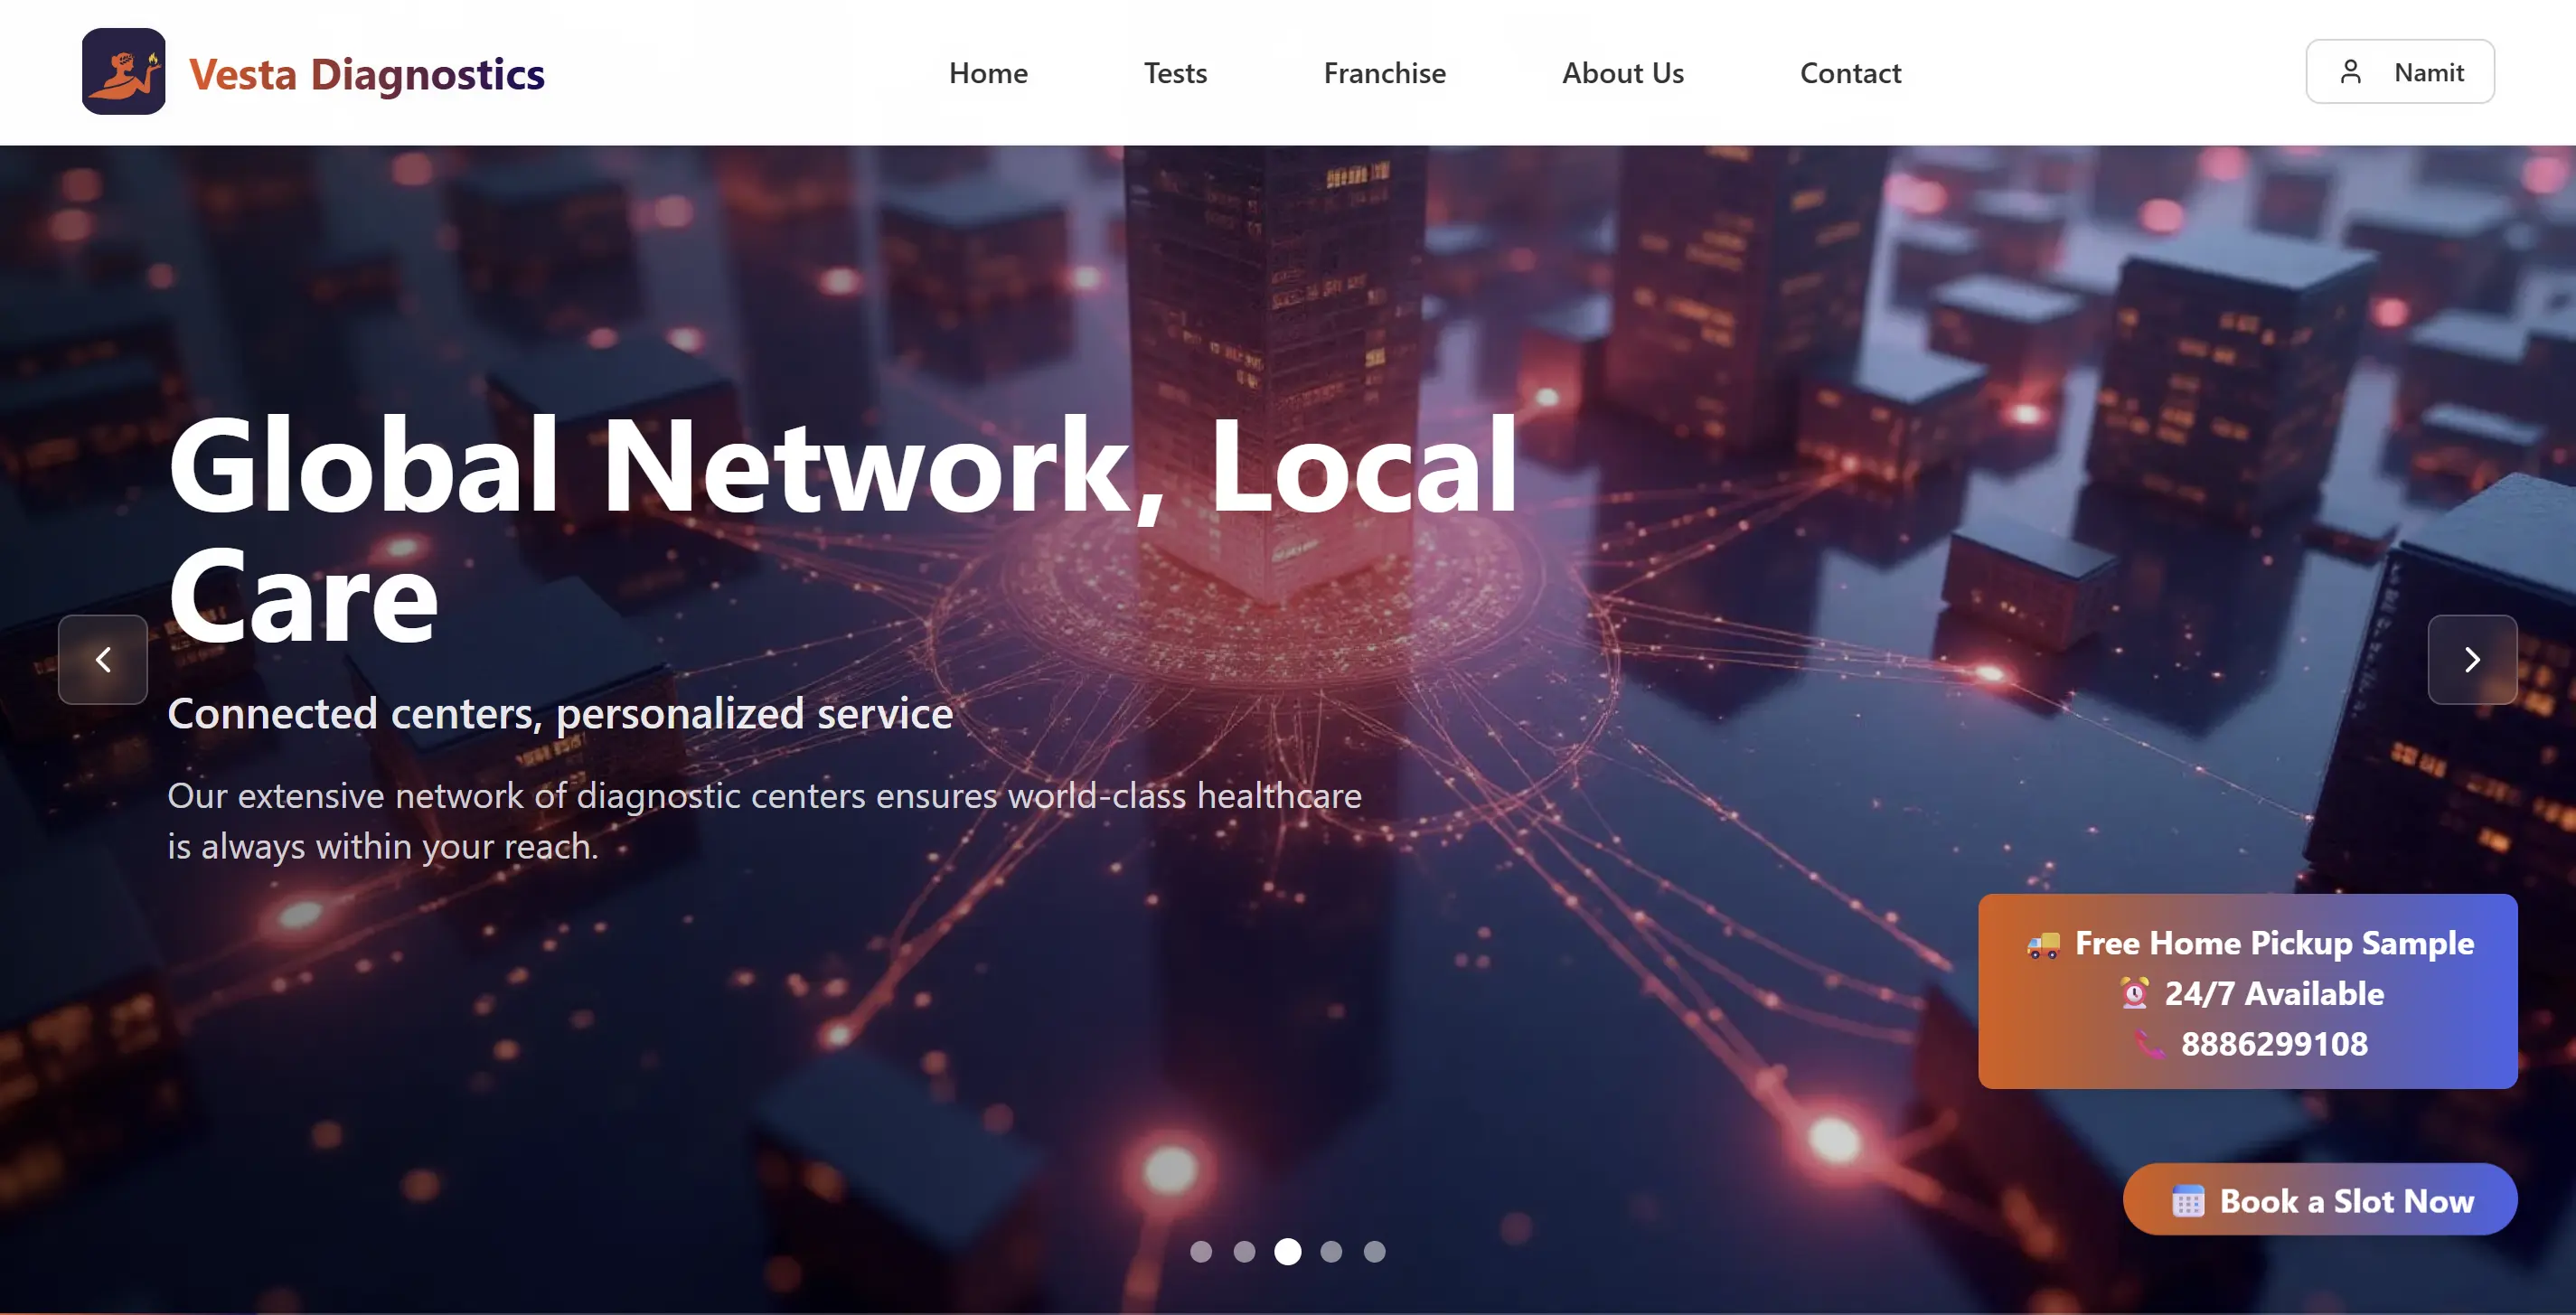 Vesta Diagnostics
Home Tests Franchise About Us Contact
Namit
Global Network, Local
Care
Connected centers, personalized service
Our extensive network of diagnostic centers ensures world-class healthcare
is always within your reach.
🚚 Free Home Pickup Sample
⏰ 24/7 Available
📞 8886299108
📅 Book a Slot Now